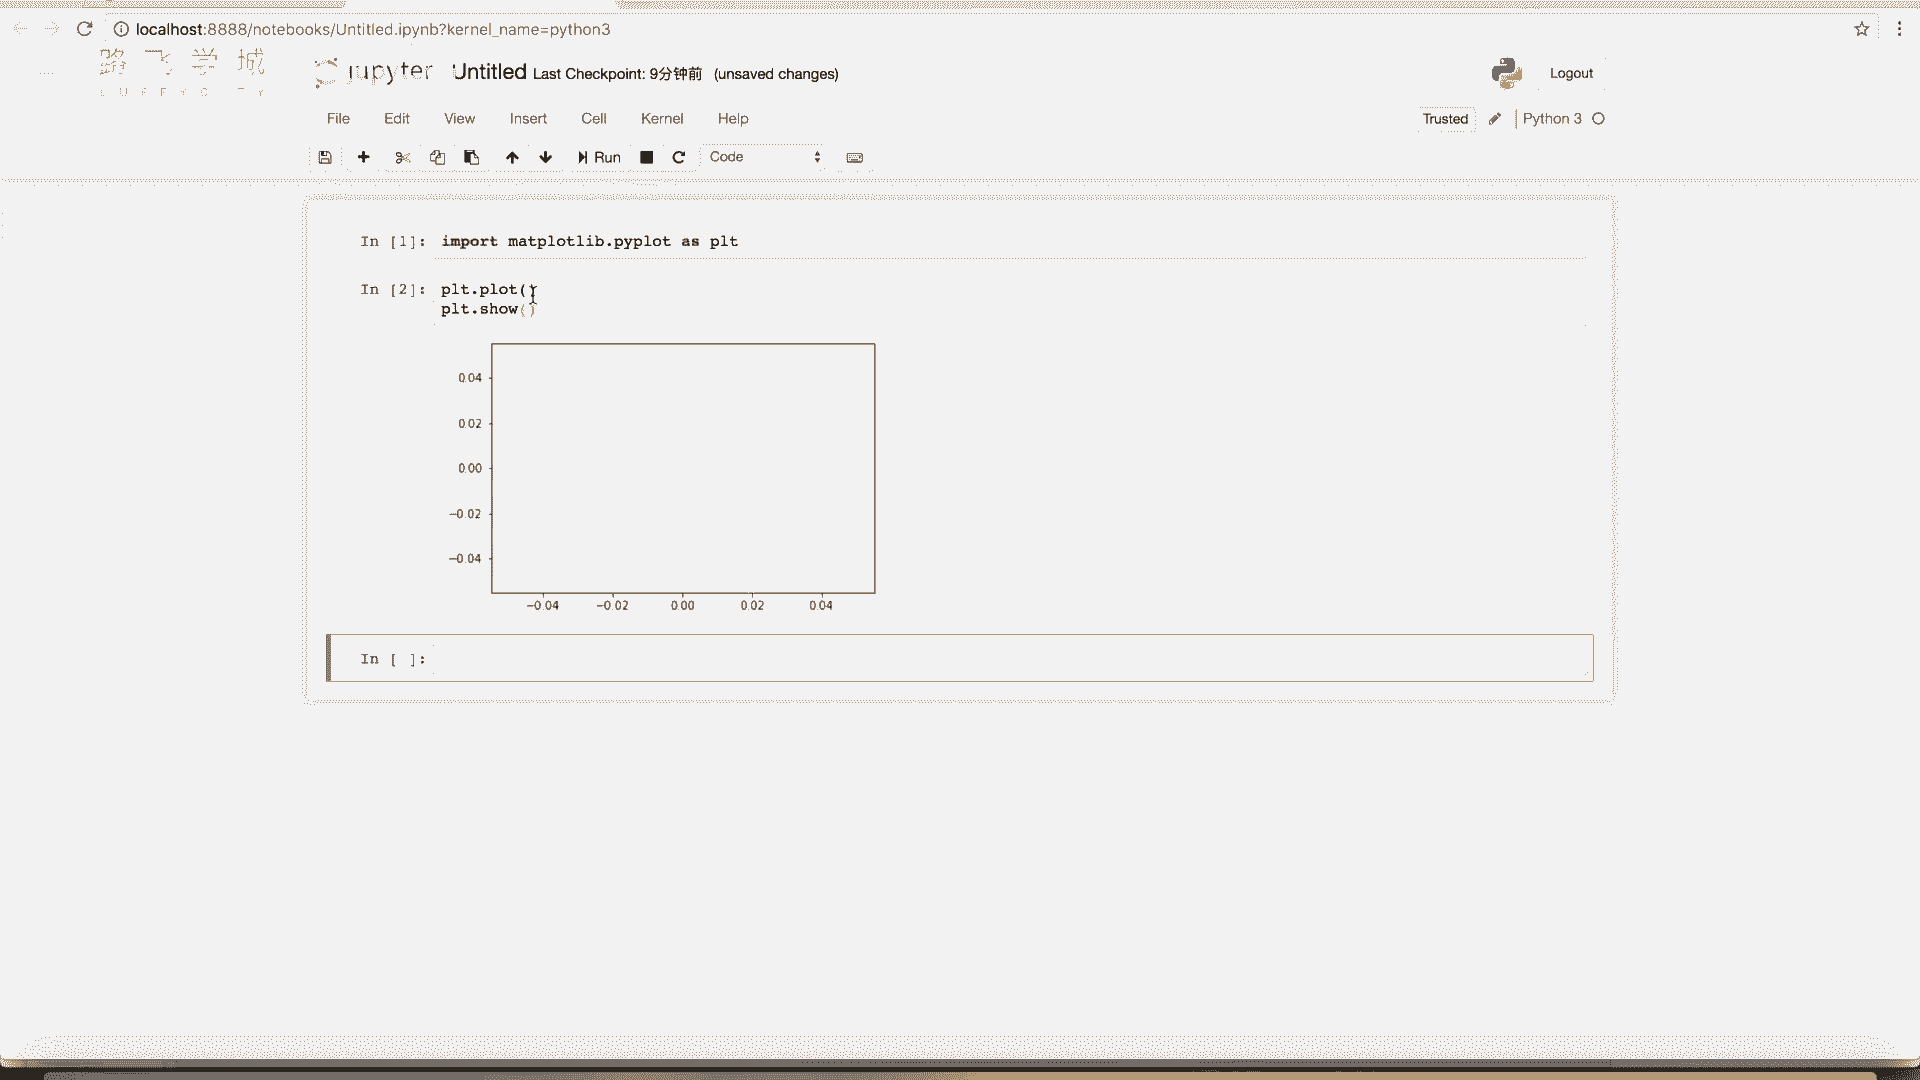 localhost:8888/notebooks/Untitled.ipynb?kernel_name=python3
路飞学城
LUFFYCITY
jupyter Untitled Last Checkpoint: 9分钟前 (unsaved changes)
Logout
File Edit View Insert Cell Kernel Help
Trusted
Python 3
Run
Code
In [1]: import matplotlib.pyplot as plt
In [2]: plt.plot()
plt.show()
0.04
0.02
0.00
−0.02
−0.04
−0.04 −0.02 0.00 0.02 0.04
In [ ]: